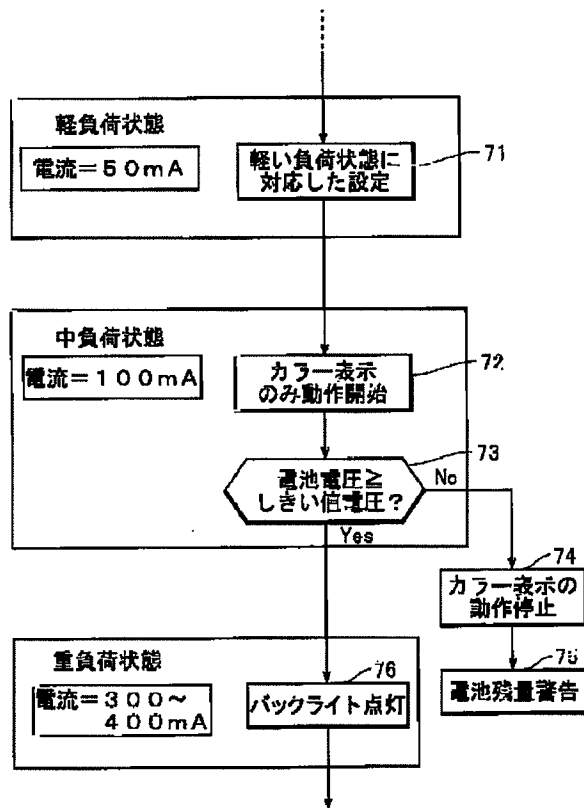 軽負荷状態
電流=50mA
軽い負荷状態に
対応した設定
71
中負荷状態
電流=100mA
カラー表示
のみ動作開始
72
電池電圧≧
しきい値電圧?
73
No
Yes
74
カラー表示の
動作停止
75
電池残量警告
重負荷状態
電流=300〜
400mA
76
バックライト点灯